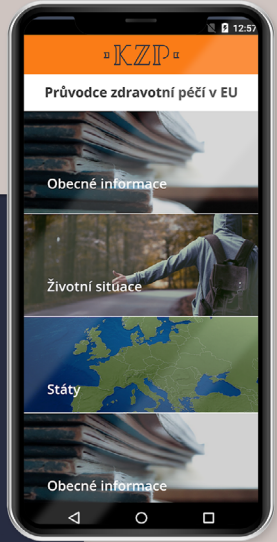 12:57
KZP
Průvodce zdravotní péčí v EU
Obecné informace
Životní situace
Státy
Obecné informace